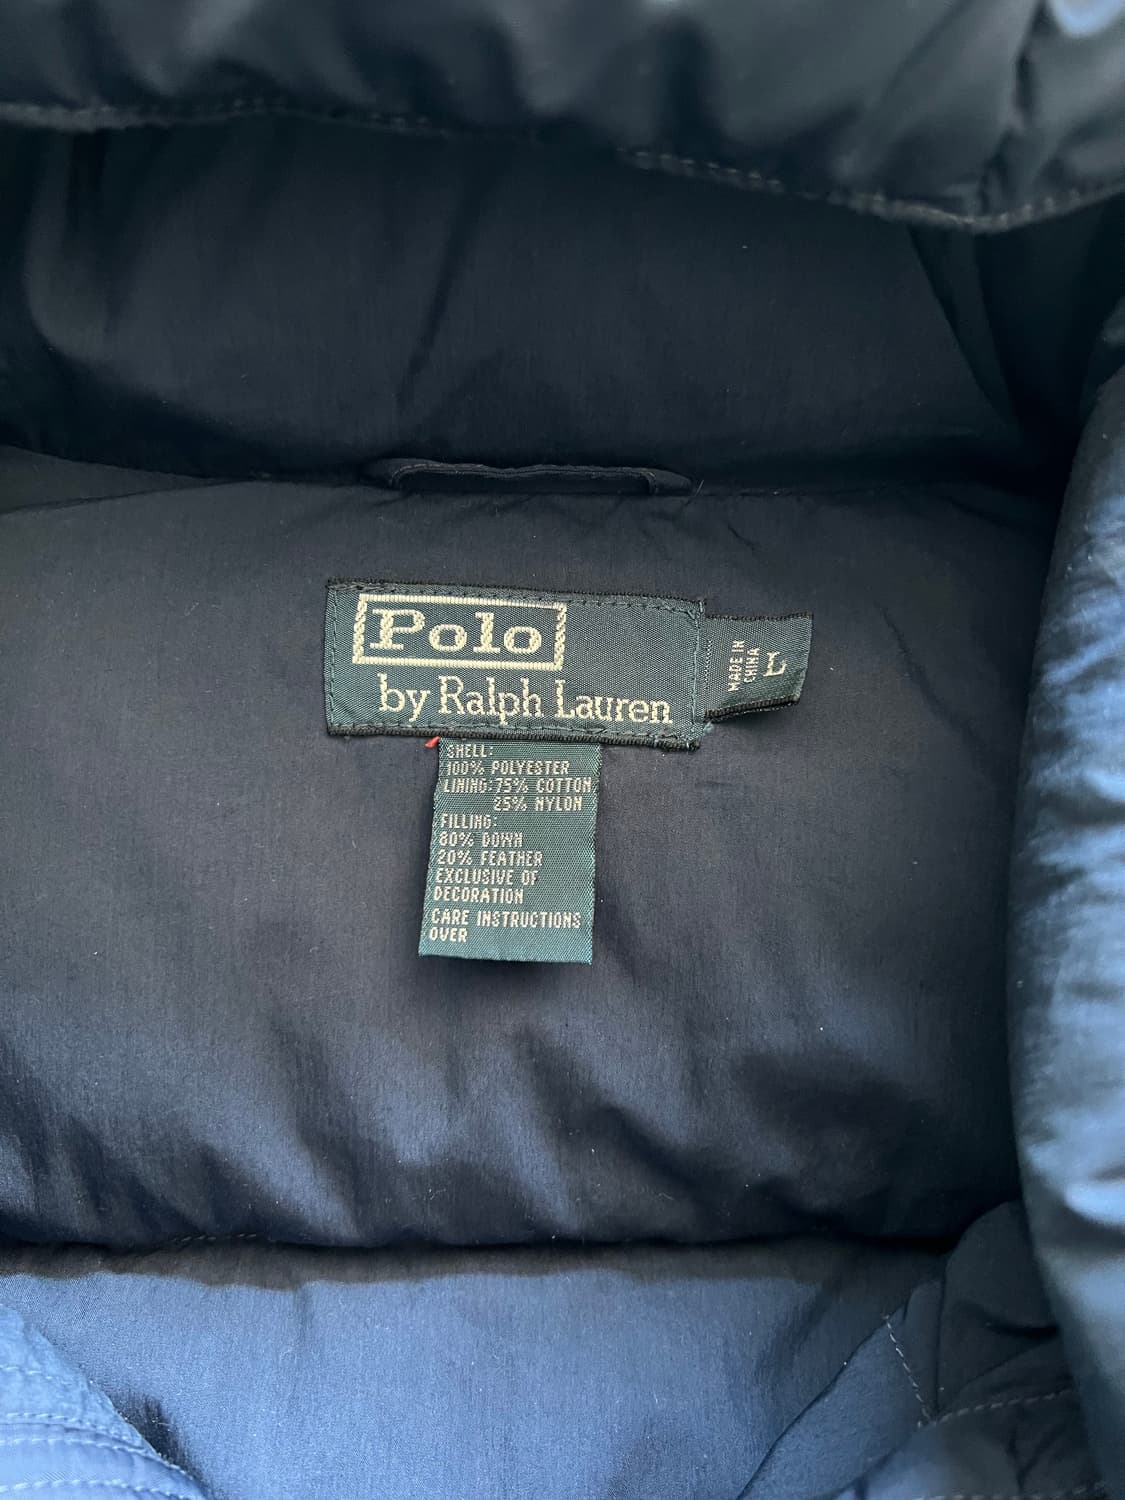 Polo
by Ralph Lauren
MADE IN
CHINA
L
SHELL:
100% POLYESTER
LINING: 75% COTTON
25% NYLON
FILLING:
80% DOWN
20% FEATHER
EXCLUSIVE OF
DECORATION
CARE INSTRUCTIONS
OVER